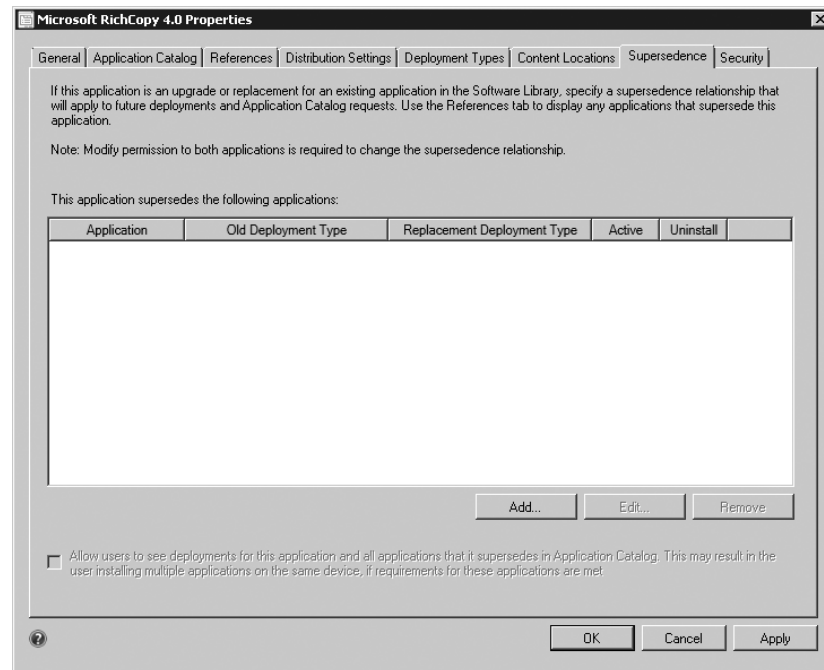 Microsoft RichCopy 4.0 Properties
General Application Catalog References Distribution Settings Deployment Types Content Locations Supersedence Security
If this application is an upgrade or replacement for an existing application in the Software Library, specify a supersedence relationship that
will apply to future deployments and Application Catalog requests. Use the References tab to display any applications that supersede this
application.
Note: Modify permission to both applications is required to change the supersedence relationship.
This application supersedes the following applications:
Application Old Deployment Type Replacement Deployment Type Active Uninstall
Add... Edit... Remove
Allow users to see deployments for this application and all applications that it supersedes in Application Catalog. This may result in the
user installing multiple applications on the same device, if requirements for these applications are met
OK Cancel Apply